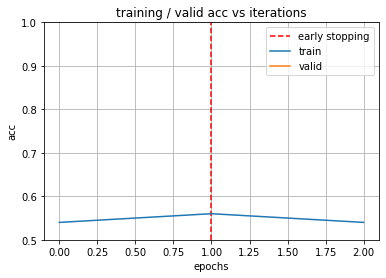 training / valid acc vs iterations
early stopping
train
valid
acc
1.0
0.9
0.8
0.7
0.6
0.5
0.00 0.25 0.50 0.75 1.00 1.25 1.50 1.75 2.00
epochs